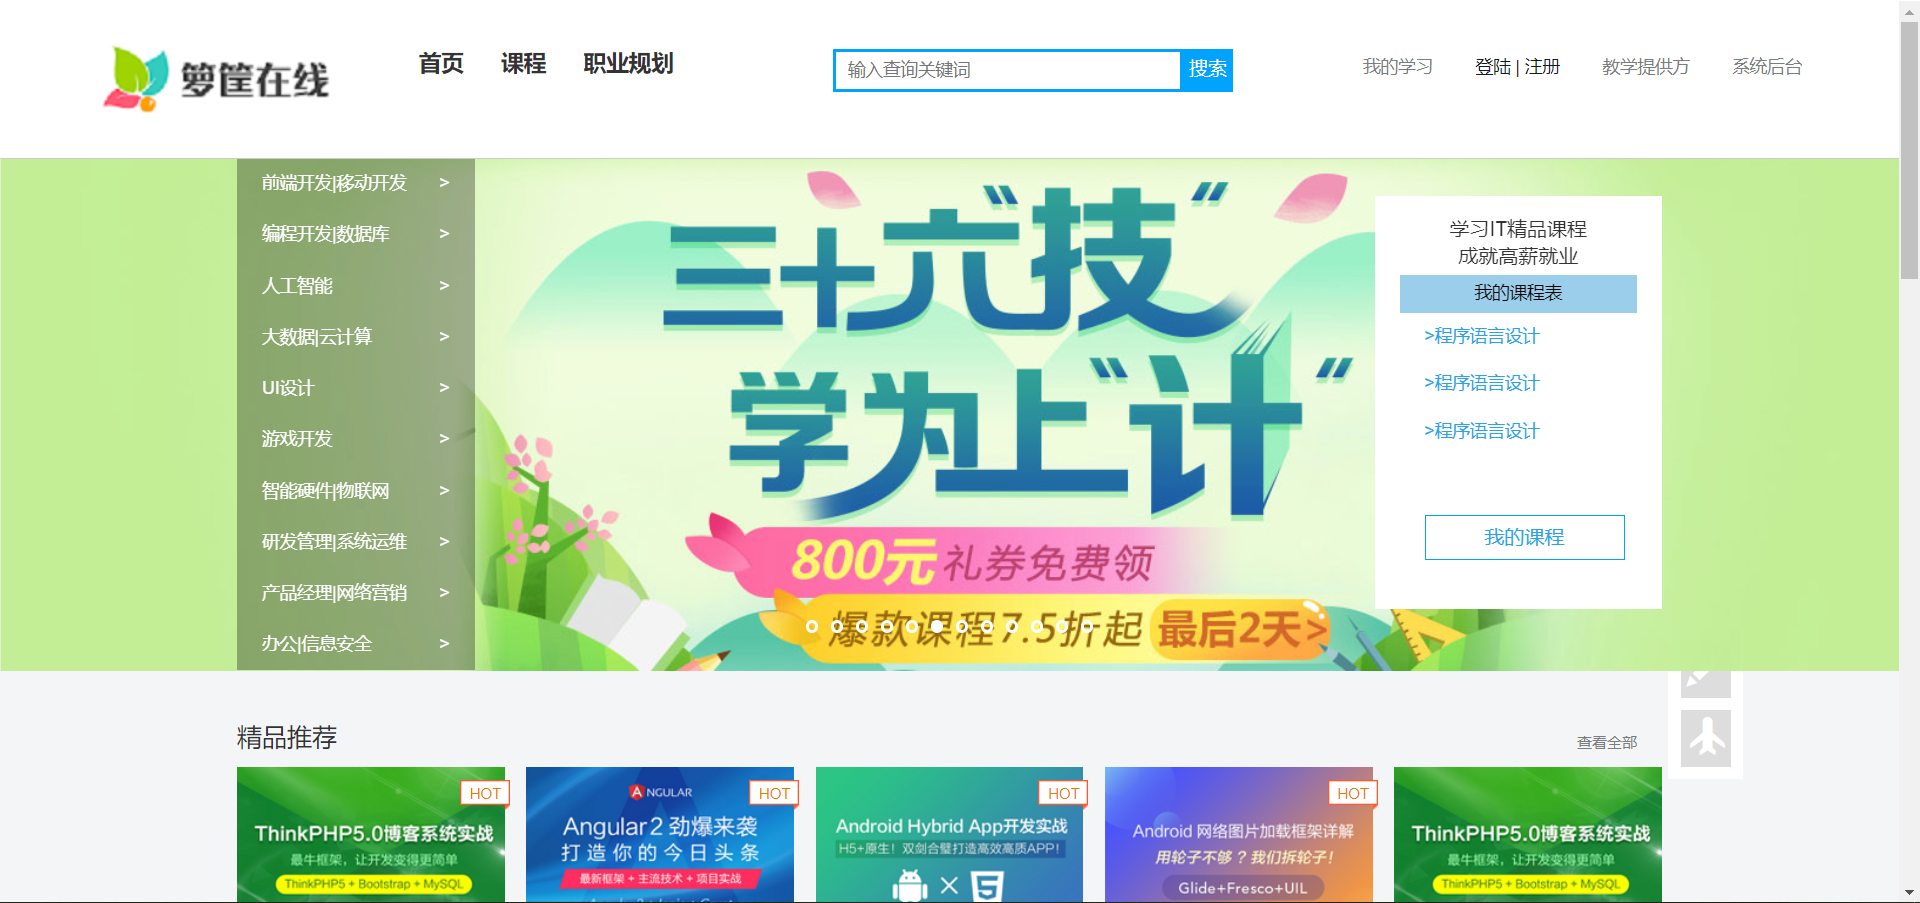 箩筐在线
首页 课程 职业规划
输入查询关键词 搜索
我的学习 登陆 | 注册 教学提供方 系统后台
前端开发|移动开发 >
编程开发|数据库 >
人工智能 >
大数据|云计算 >
UI设计 >
游戏开发 >
智能硬件|物联网 >
研发管理|系统运维 >
产品经理|网络营销 >
办公|信息安全 >
三十六“技“
学为上“计“
800元礼券免费领
爆款课程7.5折起 最后2天>
学习IT精品课程
成就高薪就业
我的课程表
>程序语言设计
>程序语言设计
>程序语言设计
我的课程
精品推荐
查看全部
HOT
ThinkPHP5.0博客系统实战
最牛框架，让开发变得更简单
ThinkPHP5 + Bootstrap + MySQL
HOT
ANGULAR
Angular2 劲爆来袭
打造你的今日头条
最新框架 + 主流技术 + 项目实战
HOT
Android Hybrid App开发实战
H5+原生！双剑合璧打造高效高质APP！
HOT
Android 网络图片加载框架详解
用轮子不够？我们拆轮子！
Glide+Fresco+UIL
ThinkPHP5.0博客系统实战
最牛框架，让开发变得更简单
ThinkPHP5 + Bootstrap + MySQL